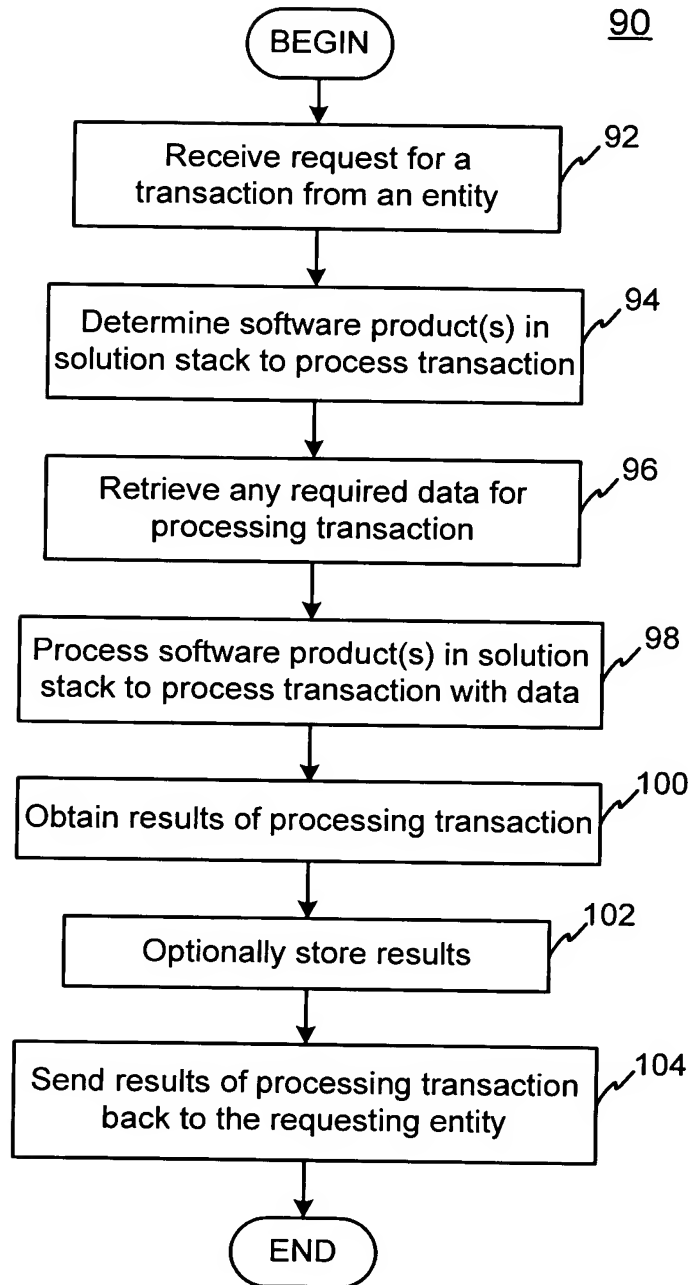 90
BEGIN
Receive request for a
transaction from an entity
92
Determine software product(s) in
solution stack to process transaction
94
Retrieve any required data for
processing transaction
96
Process software product(s) in solution
stack to process transaction with data
98
Obtain results of processing transaction
100
Optionally store results
102
Send results of processing transaction
back to the requesting entity
104
END